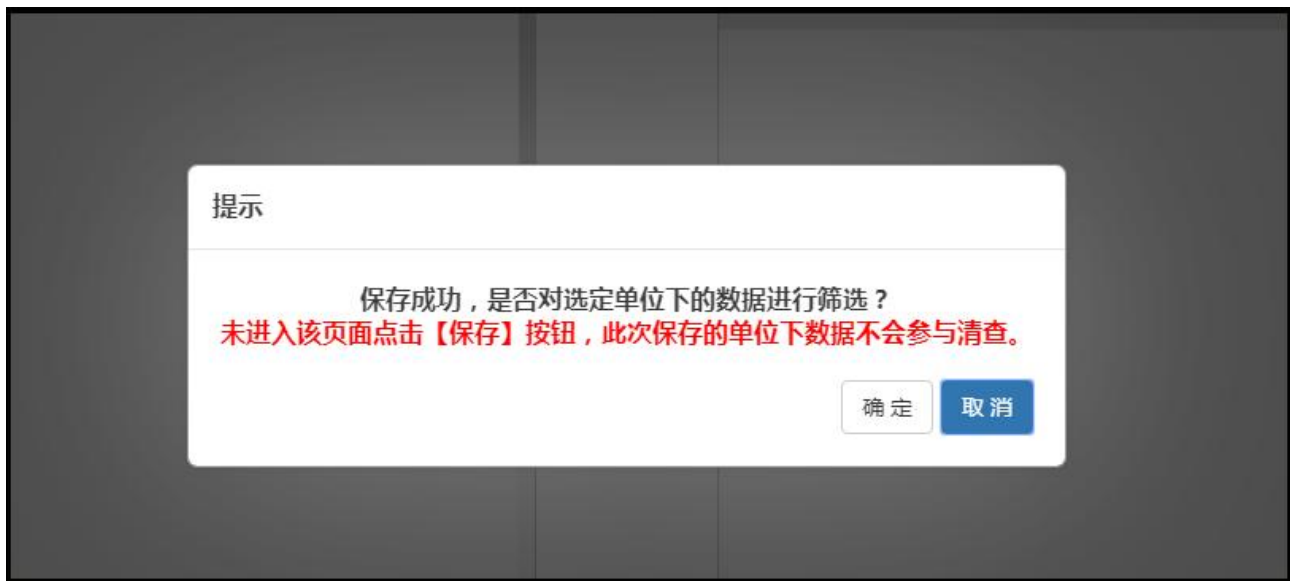 提示
保存成功，是否对选定单位下的数据进行筛选？
未进入该页面点击【保存】按钮，此次保存的单位下数据不会参与清查。
确定 取消